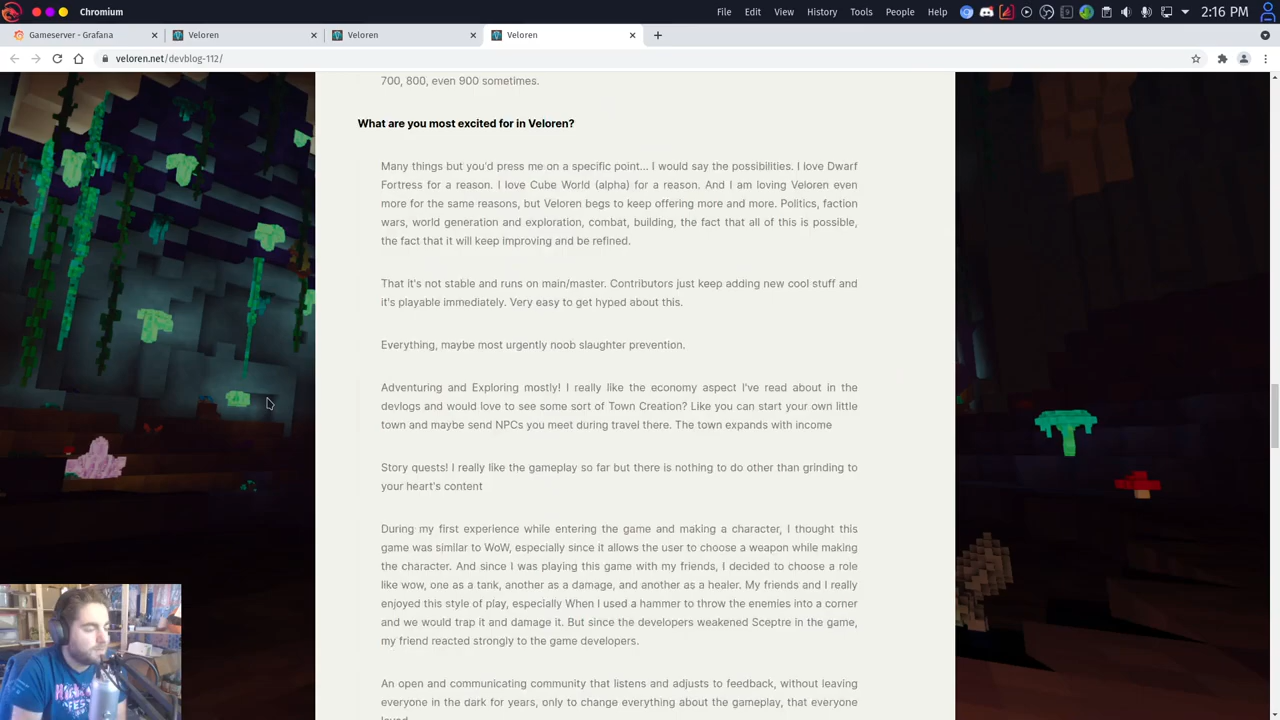 Chromium
File Edit View History Tools People Help
2:16 PM
Gameserver - Grafana
Veloren
Veloren
Veloren
veloren.net/devblog-112/
700, 800, even 900 sometimes.
What are you most excited for in Veloren?
Many things but you'd press me on a specific point... I would say the possibilities. I love Dwarf
Fortress for a reason. I love Cube World (alpha) for a reason. And I am loving Veloren even
more for the same reasons, but Veloren begs to keep offering more and more. Politics, faction
wars, world generation and exploration, combat, building, the fact that all of this is possible,
the fact that it will keep improving and be refined.
That it's not stable and runs on main/master. Contributors just keep adding new cool stuff and
it's playable immediately. Very easy to get hyped about this.
Everything, maybe most urgently noob slaughter prevention.
Adventuring and Exploring mostly! I really like the economy aspect I've read about in the
devlogs and would love to see some sort of Town Creation? Like you can start your own little
town and maybe send NPCs you meet during travel there. The town expands with income
Story quests! I really like the gameplay so far but there is nothing to do other than grinding to
your heart's content
During my first experience while entering the game and making a character, I thought this
game was similar to WoW, especially since it allows the user to choose a weapon while making
the character. And since I was playing this game with my friends, I decided to choose a role
like wow, one as a tank, another as a damage, and another as a healer. My friends and I really
enjoyed this style of play, especially When I used a hammer to throw the enemies into a corner
and we would trap it and damage it. But since the developers weakened Sceptre in the game,
my friend reacted strongly to the game developers.
An open and communicating community that listens and adjusts to feedback, without leaving
everyone in the dark for years, only to change everything about the gameplay, that everyone
loved